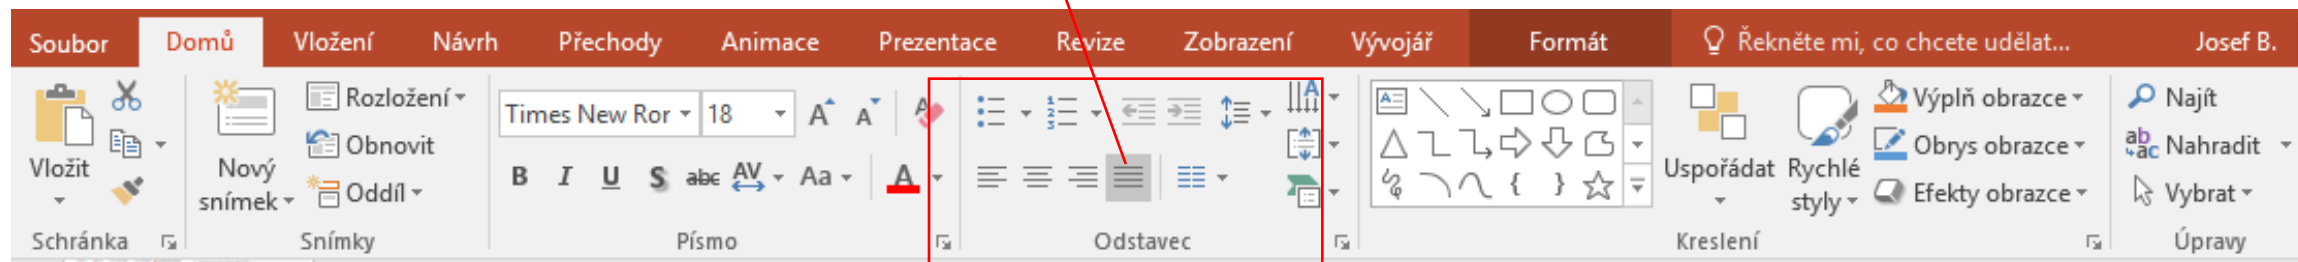 Soubor Domů Vložení Návrh Přechody Animace Prezentace Revize Zobrazení Vývojář Formát Řekněte mi, co chcete udělat... Josef B.
Vložit
Schránka
Nový
snímek
Rozložení
Obnovit
Oddíl
Snímky
Times New Ror 18 A A A
B I U S abc AV Aa A
Písmo
Odstavec
Uspořádat
Rychlé
styly
Výplň obrazce
Obrys obrazce
Efekty obrazce
Kreslení
Najít
Nahradit
Vybrat
Úpravy